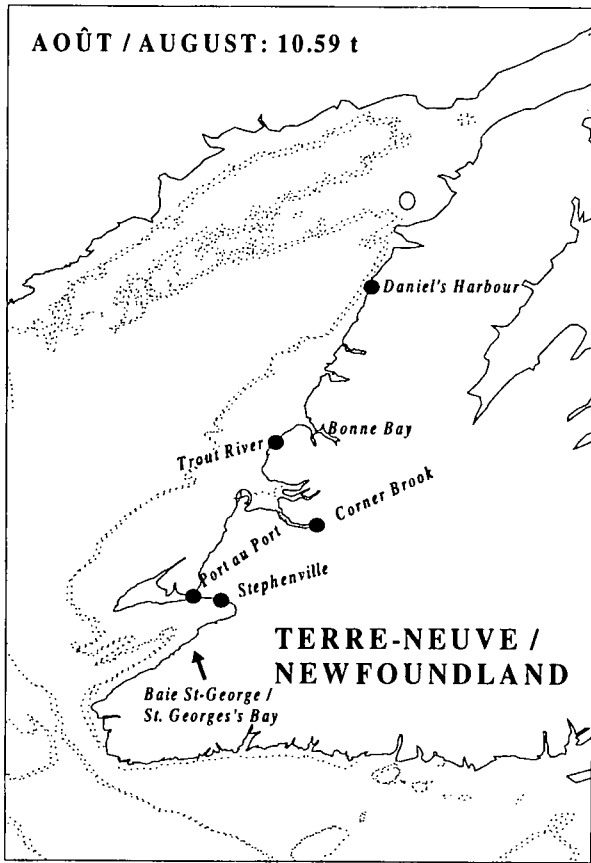 AOÛT / AUGUST: 10.59 t
Daniel's Harbour
Bonne Bay
Trout River
Corner Brook
Port au Port
Stephenville
TERRE-NEUVE /
NEWFOUNDLAND
Baie St-George /
St. Georges's Bay